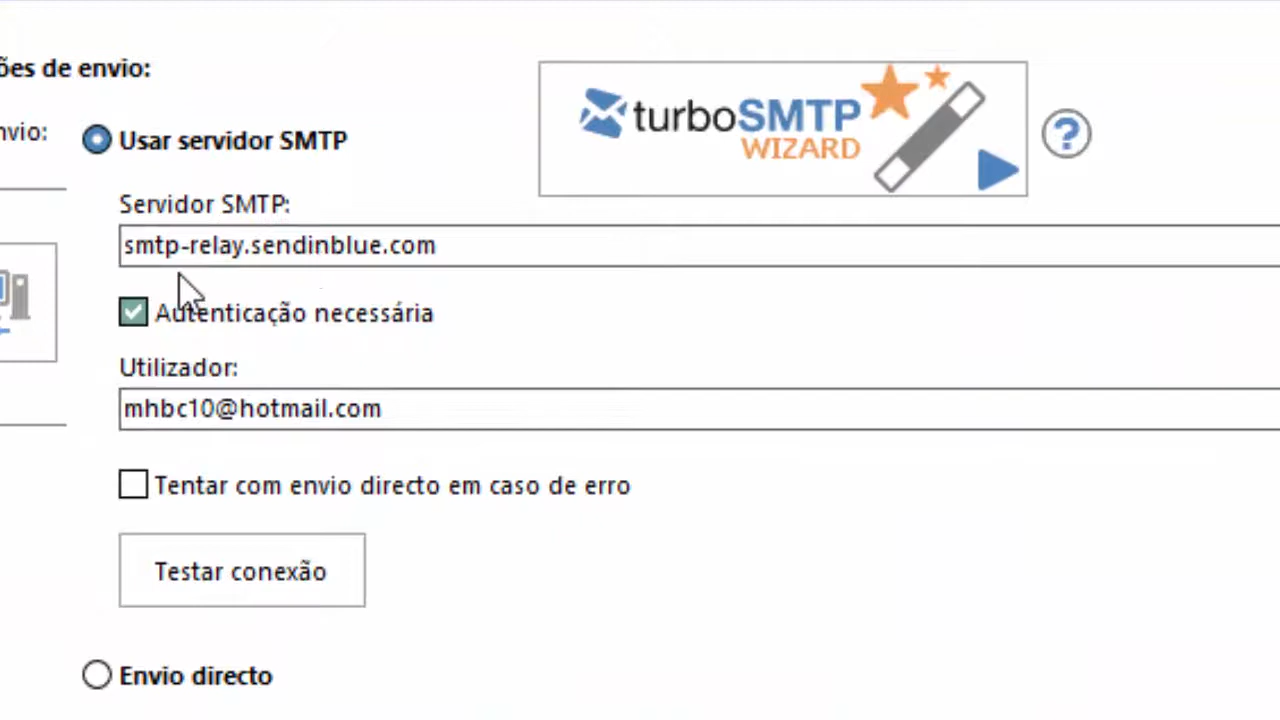 ões de envio:
nvio:
Usar servidor SMTP
turboSMTP
WIZARD
?
Servidor SMTP:
smtp-relay.sendinblue.com
Autenticação necessária
Utilizador:
mhbc10@hotmail.com
Tentar com envio directo em caso de erro
Testar conexão
Envio directo